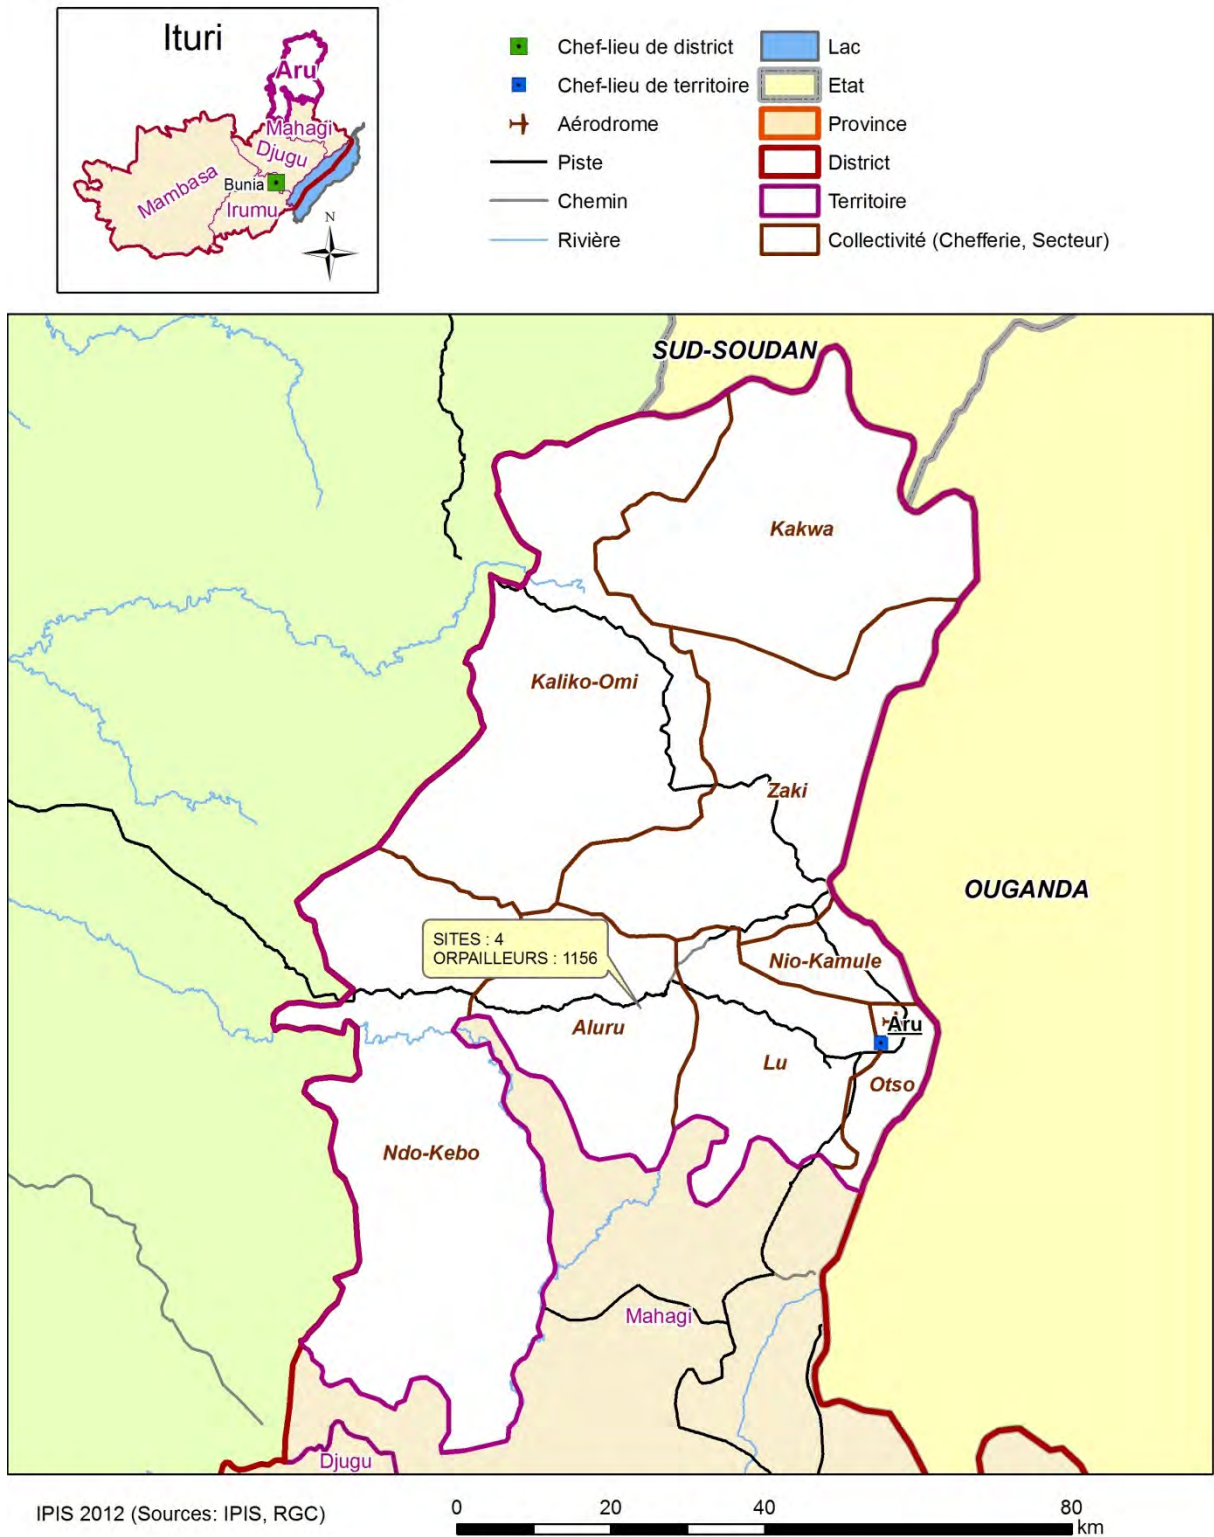 Ituri
Aru
Mahagi
Djugu
Mambasa
Bunia
Irumu
N
Chef-lieu de district
Chef-lieu de territoire
Aérodrome
Piste
Chemin
Rivière
Lac
Etat
Province
District
Territoire
Collectivité (Chefferie, Secteur)
SUD-SOUDAN
Kakwa
Kaliko-Omi
Zaki
OUGANDA
SITES : 4
ORPAILLEURS : 1156
Nio-Kamule
Aluru
Aru
Lu
Otso
Ndo-Kebo
Mahagi
Djugu
IPIS 2012 (Sources: IPIS, RGC)
0 20 40 80
km